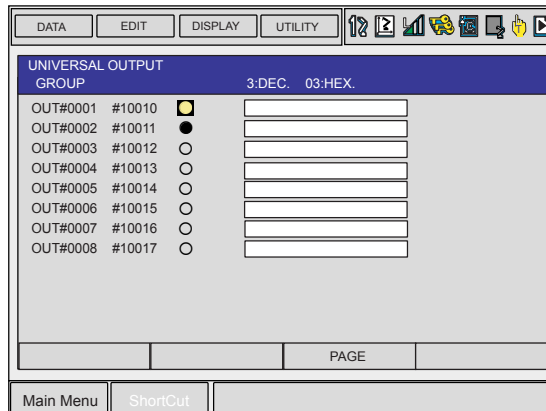 DATA EDIT DISPLAY UTILITY
UNIVERSAL OUTPUT
GROUP 3:DEC. 03:HEX.
OUT#0001 #10010
OUT#0002 #10011
OUT#0003 #10012
OUT#0004 #10013
OUT#0005 #10014
OUT#0006 #10015
OUT#0007 #10016
OUT#0008 #10017
PAGE
Main Menu ShortCut